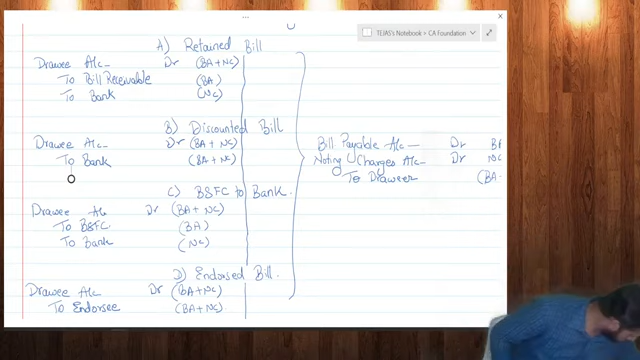 TEJAS's Notebook > CA Foundation
A) Retained Bill
Drawee A/c Dr (BA+NC)
To Bill Receivable (BA)
To Bank (NC)
B) Discounted Bill
Drawee A/c Dr (BA + NC)
To Bank (BA + NC)
C) BSFC to Bank.
Drawee A/c Dr (BA + NC)
To BSFC (BA)
To Bank (NC)
D) Endorsed Bill.
Drawee A/c Dr (BA+NC)
To Endorsee (BA+NC)
Bill Payable A/c Dr
Noting Charges A/c Dr
To Drawer (BA